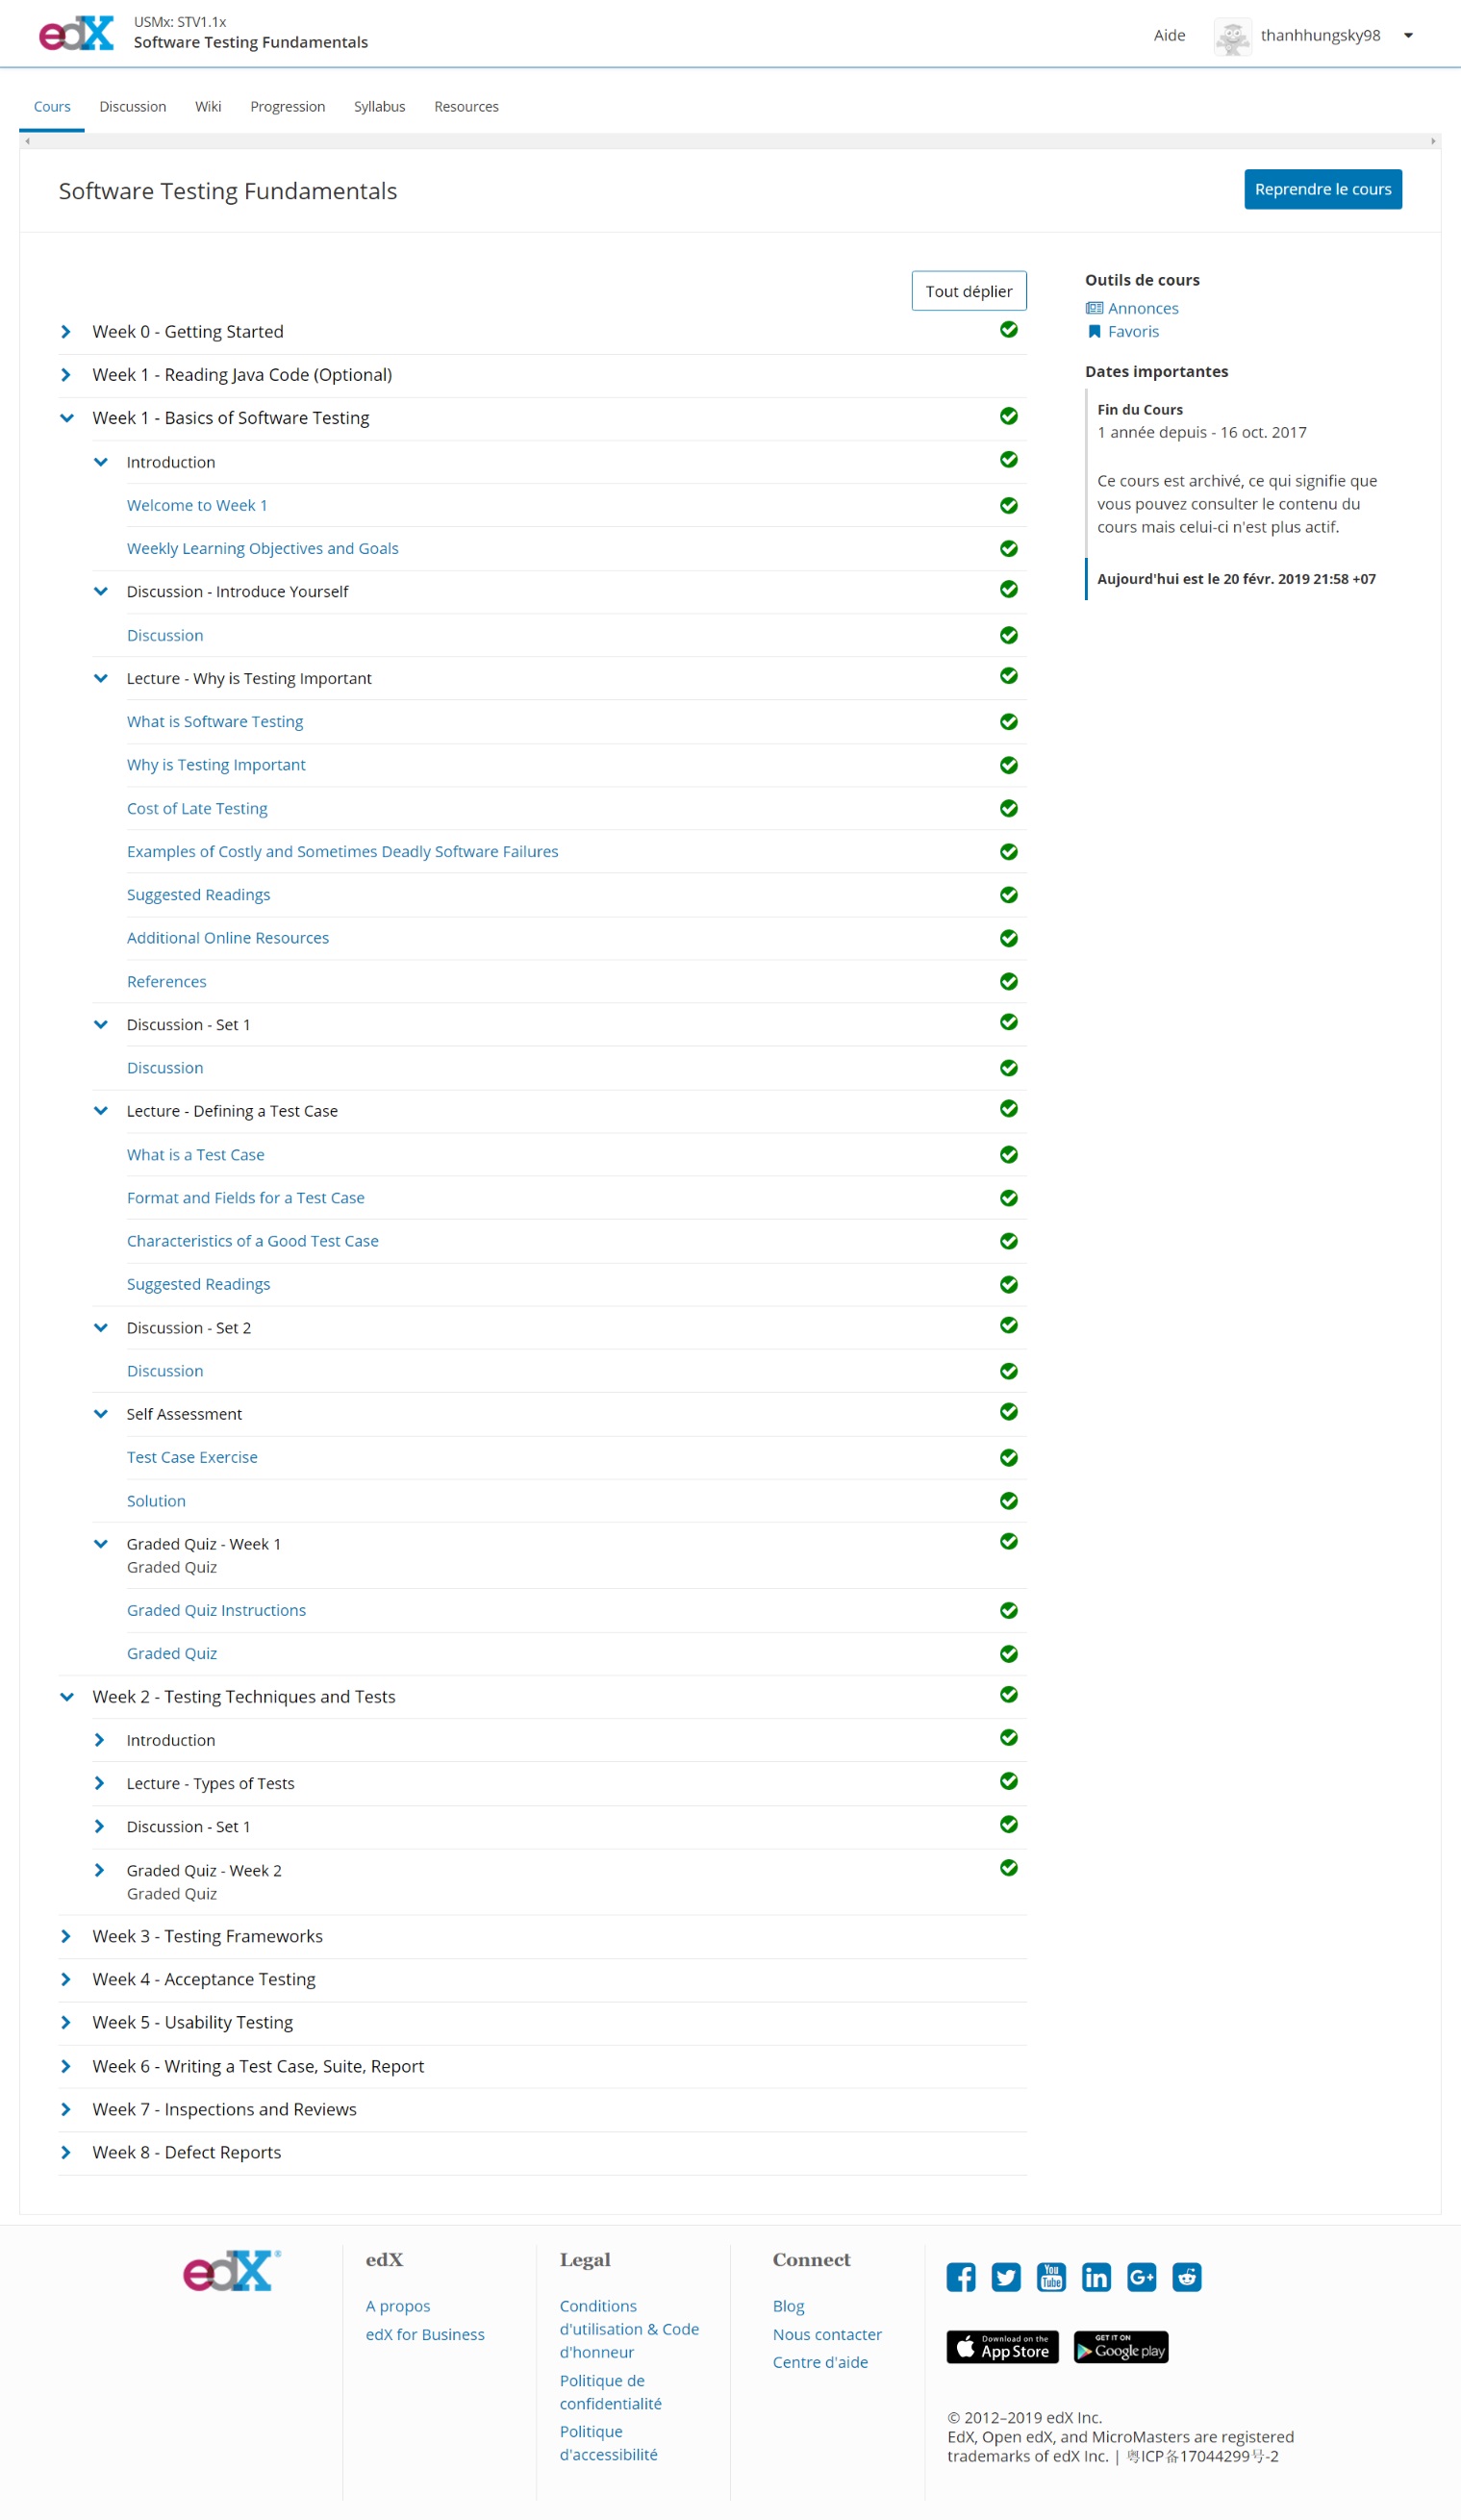 edX
USMx: STV1.1x
Software Testing Fundamentals
Aide
thanhhungsky98
Cours
Discussion
Wiki
Progression
Syllabus
Resources
Software Testing Fundamentals
Reprendre le cours
Tout déplier
Week 0 - Getting Started
Week 1 - Reading Java Code (Optional)
Week 1 - Basics of Software Testing
Introduction
Welcome to Week 1
Weekly Learning Objectives and Goals
Discussion - Introduce Yourself
Discussion
Lecture - Why is Testing Important
What is Software Testing
Why is Testing Important
Cost of Late Testing
Examples of Costly and Sometimes Deadly Software Failures
Suggested Readings
Additional Online Resources
References
Discussion - Set 1
Discussion
Lecture - Defining a Test Case
What is a Test Case
Format and Fields for a Test Case
Characteristics of a Good Test Case
Suggested Readings
Discussion - Set 2
Discussion
Self Assessment
Test Case Exercise
Solution
Graded Quiz - Week 1
Graded Quiz
Graded Quiz Instructions
Graded Quiz
Week 2 - Testing Techniques and Tests
Introduction
Lecture - Types of Tests
Discussion - Set 1
Graded Quiz - Week 2
Graded Quiz
Week 3 - Testing Frameworks
Week 4 - Acceptance Testing
Week 5 - Usability Testing
Week 6 - Writing a Test Case, Suite, Report
Week 7 - Inspections and Reviews
Week 8 - Defect Reports
Outils de cours
Annonces
Favoris
Dates importantes
Fin du Cours
1 année depuis - 16 oct. 2017
Ce cours est archivé, ce qui signifie que
vous pouvez consulter le contenu du
cours mais celui-ci n'est plus actif.
Aujourd'hui est le 20 févr. 2019 21:58 +07
edX®
edX
A propos
edX for Business
Legal
Conditions
d'utilisation & Code
d'honneur
Politique de
confidentialité
Politique
d'accessibilité
Connect
Blog
Nous contacter
Centre d'aide
You
Tube
in
G+
Download on the
App Store
GET IT ON
Google play
© 2012–2019 edX Inc.
EdX, Open edX, and MicroMasters are registered
trademarks of edX Inc. | 粤ICP备17044299号-2